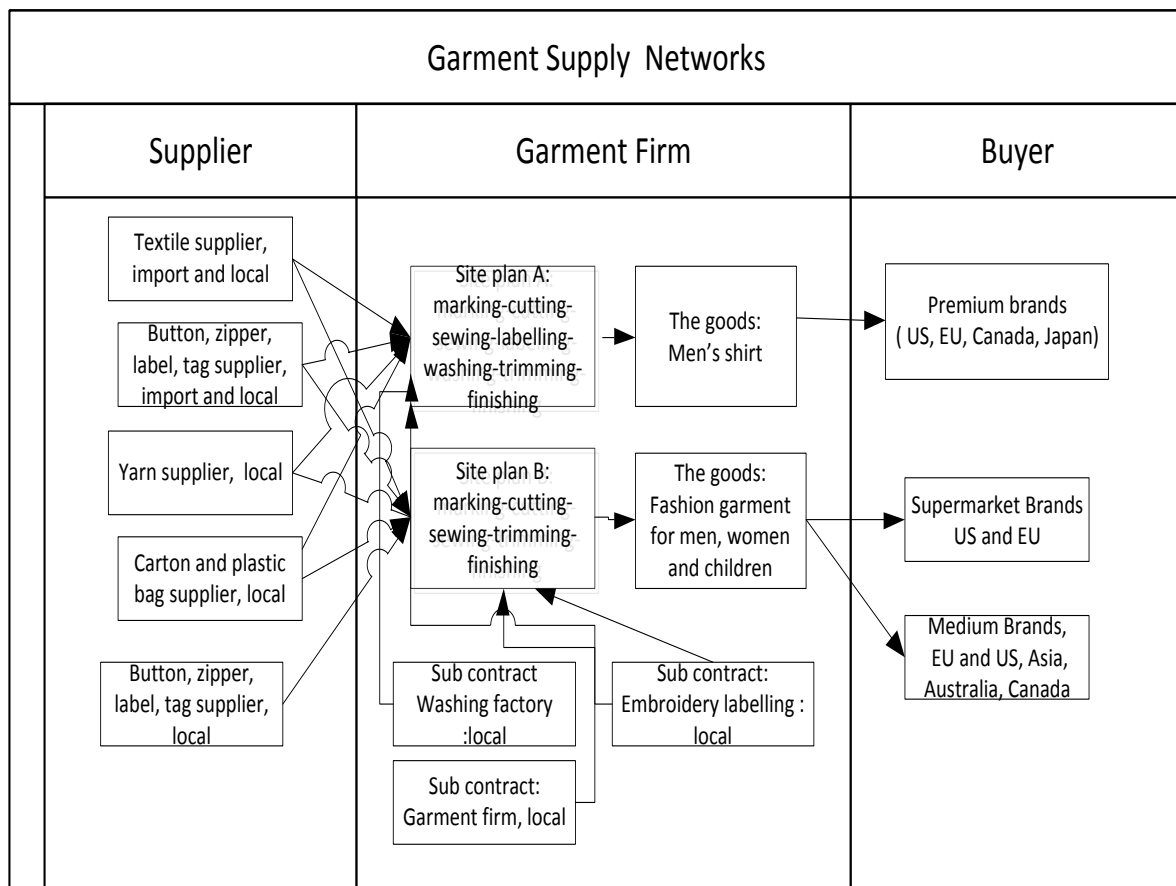 Garment Supply Networks
Supplier
Garment Firm
Buyer
Textile supplier,
import and local
Button, zipper,
label, tag supplier,
import and local
Yarn supplier, local
Carton and plastic
bag supplier, local
Button, zipper,
label, tag supplier,
local
Site plan A:
marking-cutting-
sewing-labelling-
washing-trimming-
finishing
Site plan B:
marking-cutting-
sewing-trimming-
finishing
Sub contract
Washing factory
:local
Sub contract:
Garment firm, local
The goods:
Men’s shirt
The goods:
Fashion garment
for men, women
and children
Sub contract:
Embroidery labelling :
local
Premium brands
( US, EU, Canada, Japan)
Supermarket Brands
US and EU
Medium Brands,
EU and US, Asia,
Australia, Canada